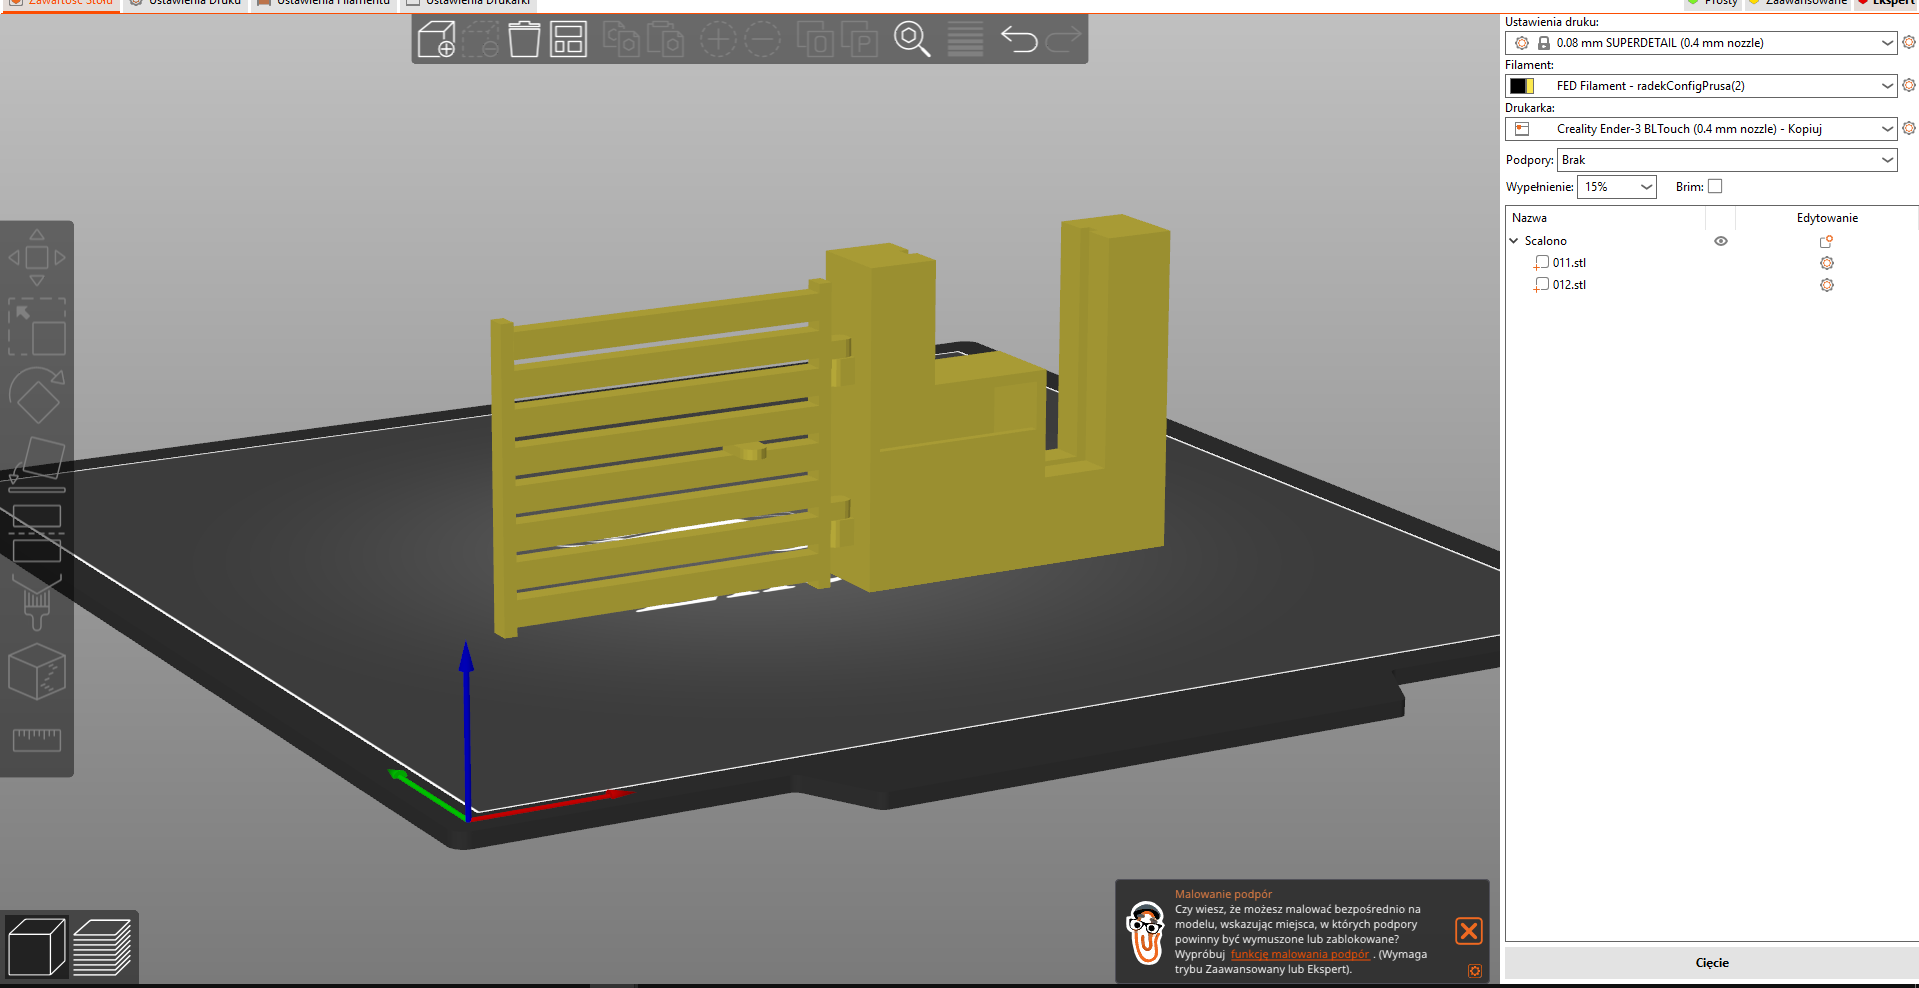 Zawartość Stołu
Ustawienia Druku
Ustawienia Filamentu
Ustawienia Drukarki
Prosty
Zaawansowane
Ekspert
Ustawienia druku:
0.08 mm SUPERDETAIL (0.4 mm nozzle)
Filament:
FED Filament - radekConfigPrusa(2)
Drukarka:
Creality Ender-3 BLTouch (0.4 mm nozzle) - Kopiuj
Podpory: Brak
Wypełnienie: 15% Brim:
Nazwa Edytowanie
Scalono
011.stl
012.stl
Malowanie podpór
Czy wiesz, że możesz malować bezpośrednio na
modelu, wskazując miejsca, w których podpory
powinny być wymuszone lub zablokowane?
Wypróbuj funkcję malowania podpór . (Wymaga
trybu Zaawansowany lub Ekspert).
Cięcie